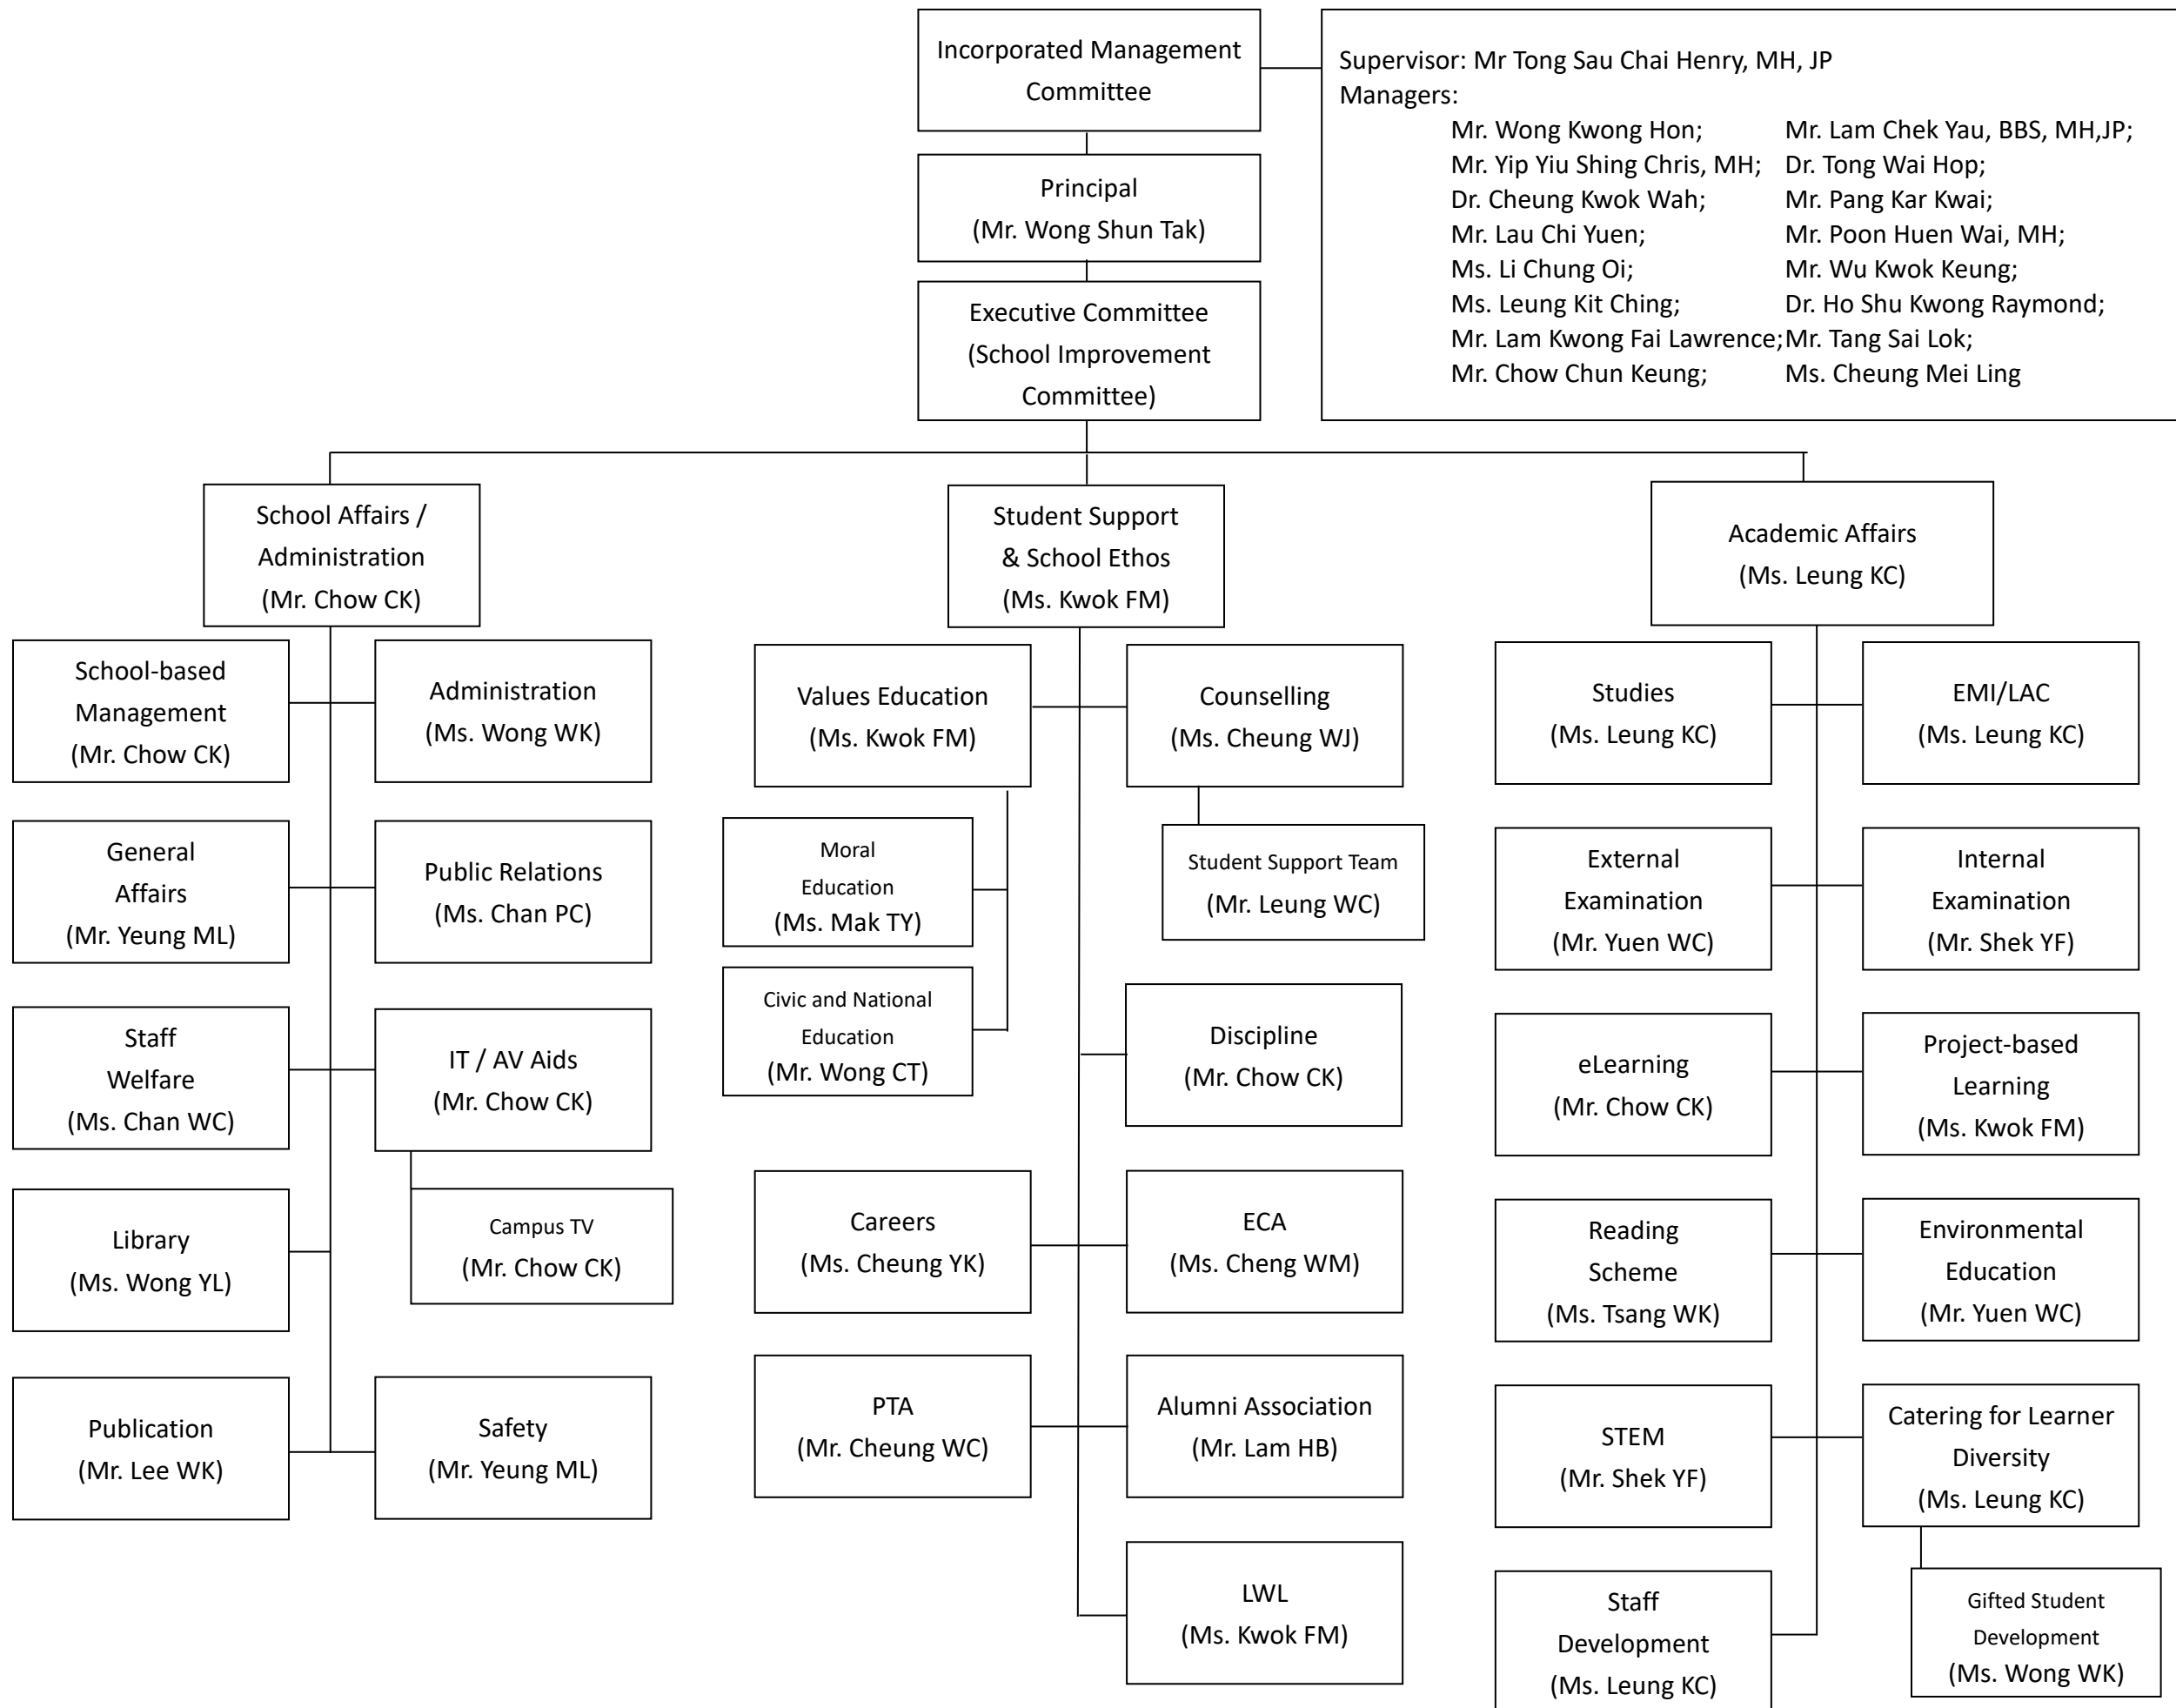 Incorporated Management
Committee
Supervisor: Mr Tong Sau Chai Henry, MH, JP
Managers:
Mr. Wong Kwong Hon; Mr. Lam Chek Yau, BBS, MH,JP;
Mr. Yip Yiu Shing Chris, MH; Dr. Tong Wai Hop;
Dr. Cheung Kwok Wah; Mr. Pang Kar Kwai;
Mr. Lau Chi Yuen; Mr. Poon Huen Wai, MH;
Ms. Li Chung Oi; Mr. Wu Kwok Keung;
Ms. Leung Kit Ching; Dr. Ho Shu Kwong Raymond;
Mr. Lam Kwong Fai Lawrence; Mr. Tang Sai Lok;
Mr. Chow Chun Keung; Ms. Cheung Mei Ling
Principal
(Mr. Wong Shun Tak)
Executive Committee
(School Improvement
Committee)
School Affairs /
Administration
(Mr. Chow CK)
School-based
Management
(Mr. Chow CK)
Administration
(Ms. Wong WK)
General
Affairs
(Mr. Yeung ML)
Public Relations
(Ms. Chan PC)
Staff
Welfare
(Ms. Chan WC)
IT / AV Aids
(Mr. Chow CK)
Campus TV
(Mr. Chow CK)
Library
(Ms. Wong YL)
Publication
(Mr. Lee WK)
Safety
(Mr. Yeung ML)
Student Support
& School Ethos
(Ms. Kwok FM)
Values Education
(Ms. Kwok FM)
Counselling
(Ms. Cheung WJ)
Moral
Education
(Ms. Mak TY)
Student Support Team
(Mr. Leung WC)
Civic and National
Education
(Mr. Wong CT)
Discipline
(Mr. Chow CK)
Careers
(Ms. Cheung YK)
ECA
(Ms. Cheng WM)
PTA
(Mr. Cheung WC)
Alumni Association
(Mr. Lam HB)
LWL
(Ms. Kwok FM)
Academic Affairs
(Ms. Leung KC)
Studies
(Ms. Leung KC)
EMI/LAC
(Ms. Leung KC)
External
Examination
(Mr. Yuen WC)
Internal
Examination
(Mr. Shek YF)
eLearning
(Mr. Chow CK)
Project-based
Learning
(Ms. Kwok FM)
Reading
Scheme
(Ms. Tsang WK)
Environmental
Education
(Mr. Yuen WC)
STEM
(Mr. Shek YF)
Catering for Learner
Diversity
(Ms. Leung KC)
Staff
Development
(Ms. Leung KC)
Gifted Student
Development
(Ms. Wong WK)